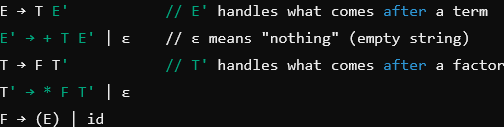 E → T E' // E' handles what comes after a term
E' → + T E' | ε // ε means "nothing" (empty string)
T → F T' // T' handles what comes after a factor
T' → * F T' | ε
F → (E) | id